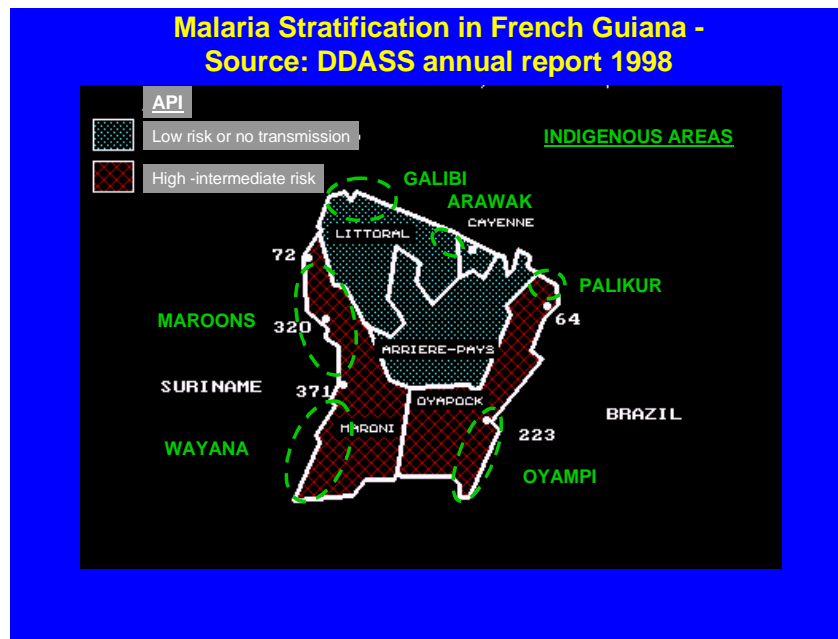 Malaria Stratification in French Guiana -
Source: DDASS annual report 1998
API
Low risk or no transmission
INDIGENOUS AREAS
High -intermediate risk
GALIBI
ARAWAK
CAYENNE
LITTORAL
72
PALIKUR
MAROONS
320
64
ARRIERE-PAYS
SURINAME
371
OYAPOCK
BRAZIL
MARONI
223
WAYANA
OYAMPI